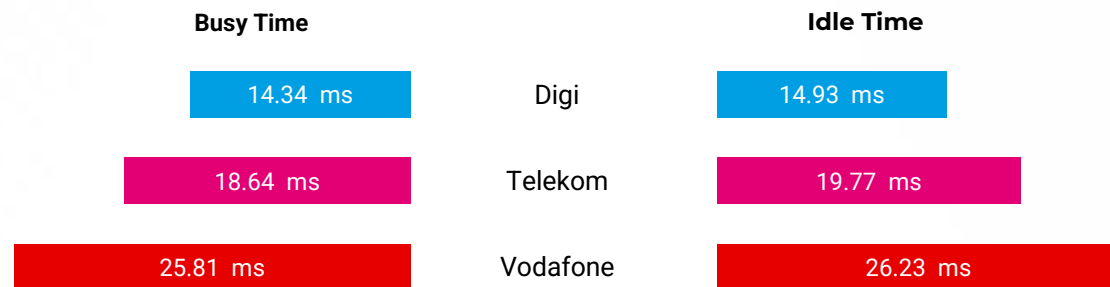 Busy Time
Idle Time
14.34 ms Digi 14.93 ms
18.64 ms Telekom 19.77 ms
25.81 ms Vodafone 26.23 ms